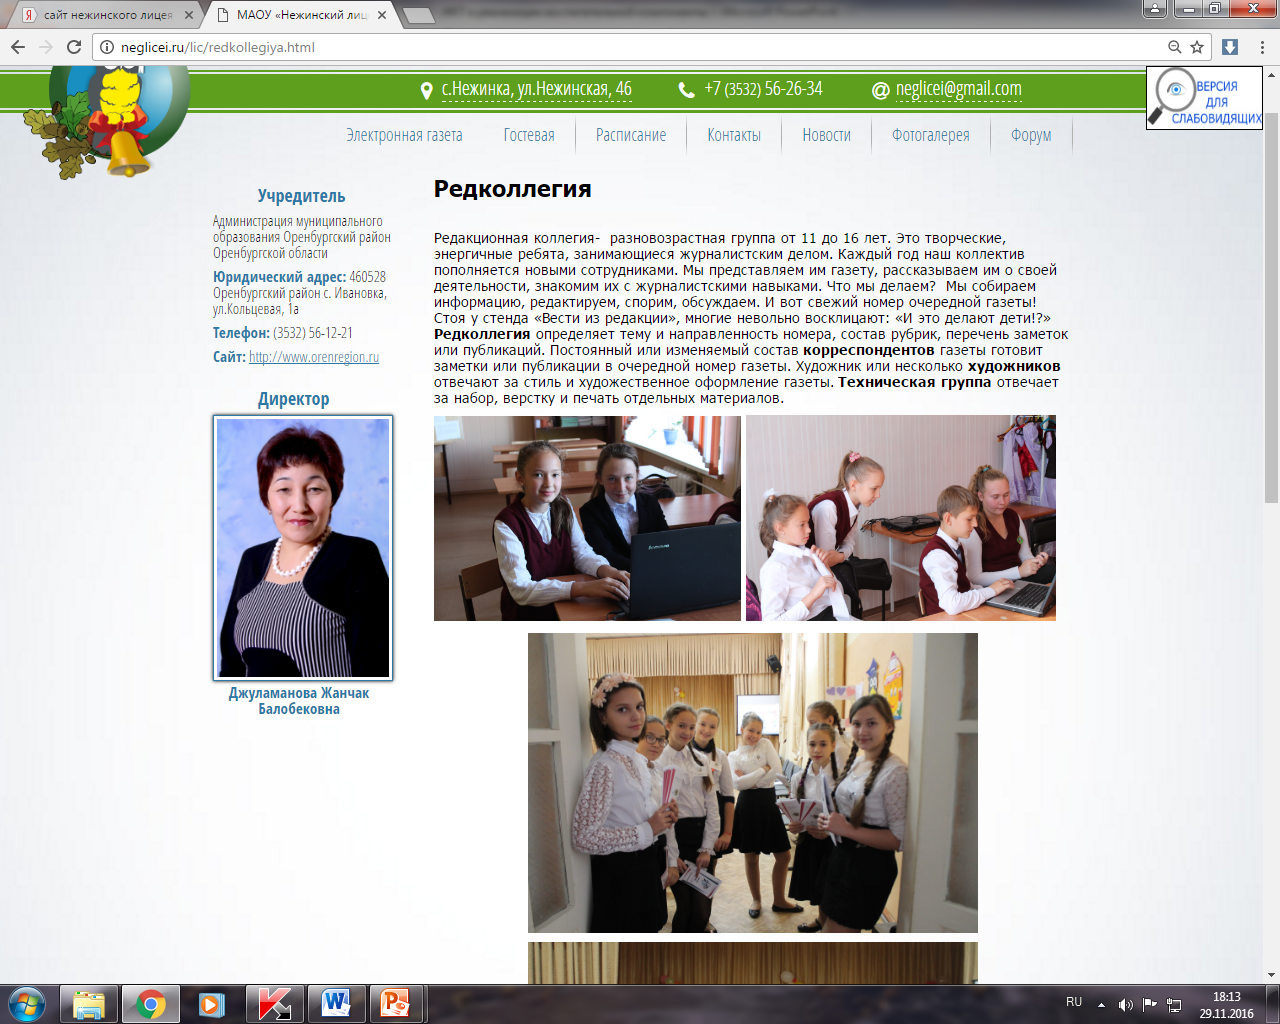 сайт нежинского лицея
МАОУ «Нежинский лиц
neglicei.ru/lic/redkollegiya.html
с.Нежинка, ул.Нежинская, 46
+7 (3532) 56-26-34
neglicei@gmail.com
ВЕРСИЯ
ДЛЯ
СЛАБОВИДЯЩИХ
Электронная газета
Гостевая
Расписание
Контакты
Новости
Фотогалерея
Форум
Учредитель
Администрация муниципального
образования Оренбургский район
Оренбургской области
Юридический адрес: 460528
Оренбургский район с. Ивановка,
ул.Кольцевая, 1а
Телефон: (3532) 56-12-21
Сайт: http://www.orenregion.ru
Директор
Джуламанова Жанчак
Балобековна
Редколлегия
Редакционная коллегия-  разновозрастная группа от 11 до 16 лет. Это творческие,
энергичные ребята, занимающиеся журналистским делом. Каждый год наш коллектив
пополняется новыми сотрудниками. Мы представляем им газету, рассказываем им о своей
деятельности, знакомим их с журналистскими навыками. Что мы делаем?  Мы собираем
информацию, редактируем, спорим, обсуждаем. И вот свежий номер очередной газеты!
Стоя у стенда «Вести из редакции», многие невольно восклицают: «И это делают дети!?»
Редколлегия определяет тему и направленность номера, состав рубрик, перечень заметок
или публикаций. Постоянный или изменяемый состав корреспондентов газеты готовит
заметки или публикации в очередной номер газеты. Художник или несколько художников
отвечают за стиль и художественное оформление газеты. Техническая группа отвечает
за набор, верстку и печать отдельных материалов.
RU
18:13
29.11.2016